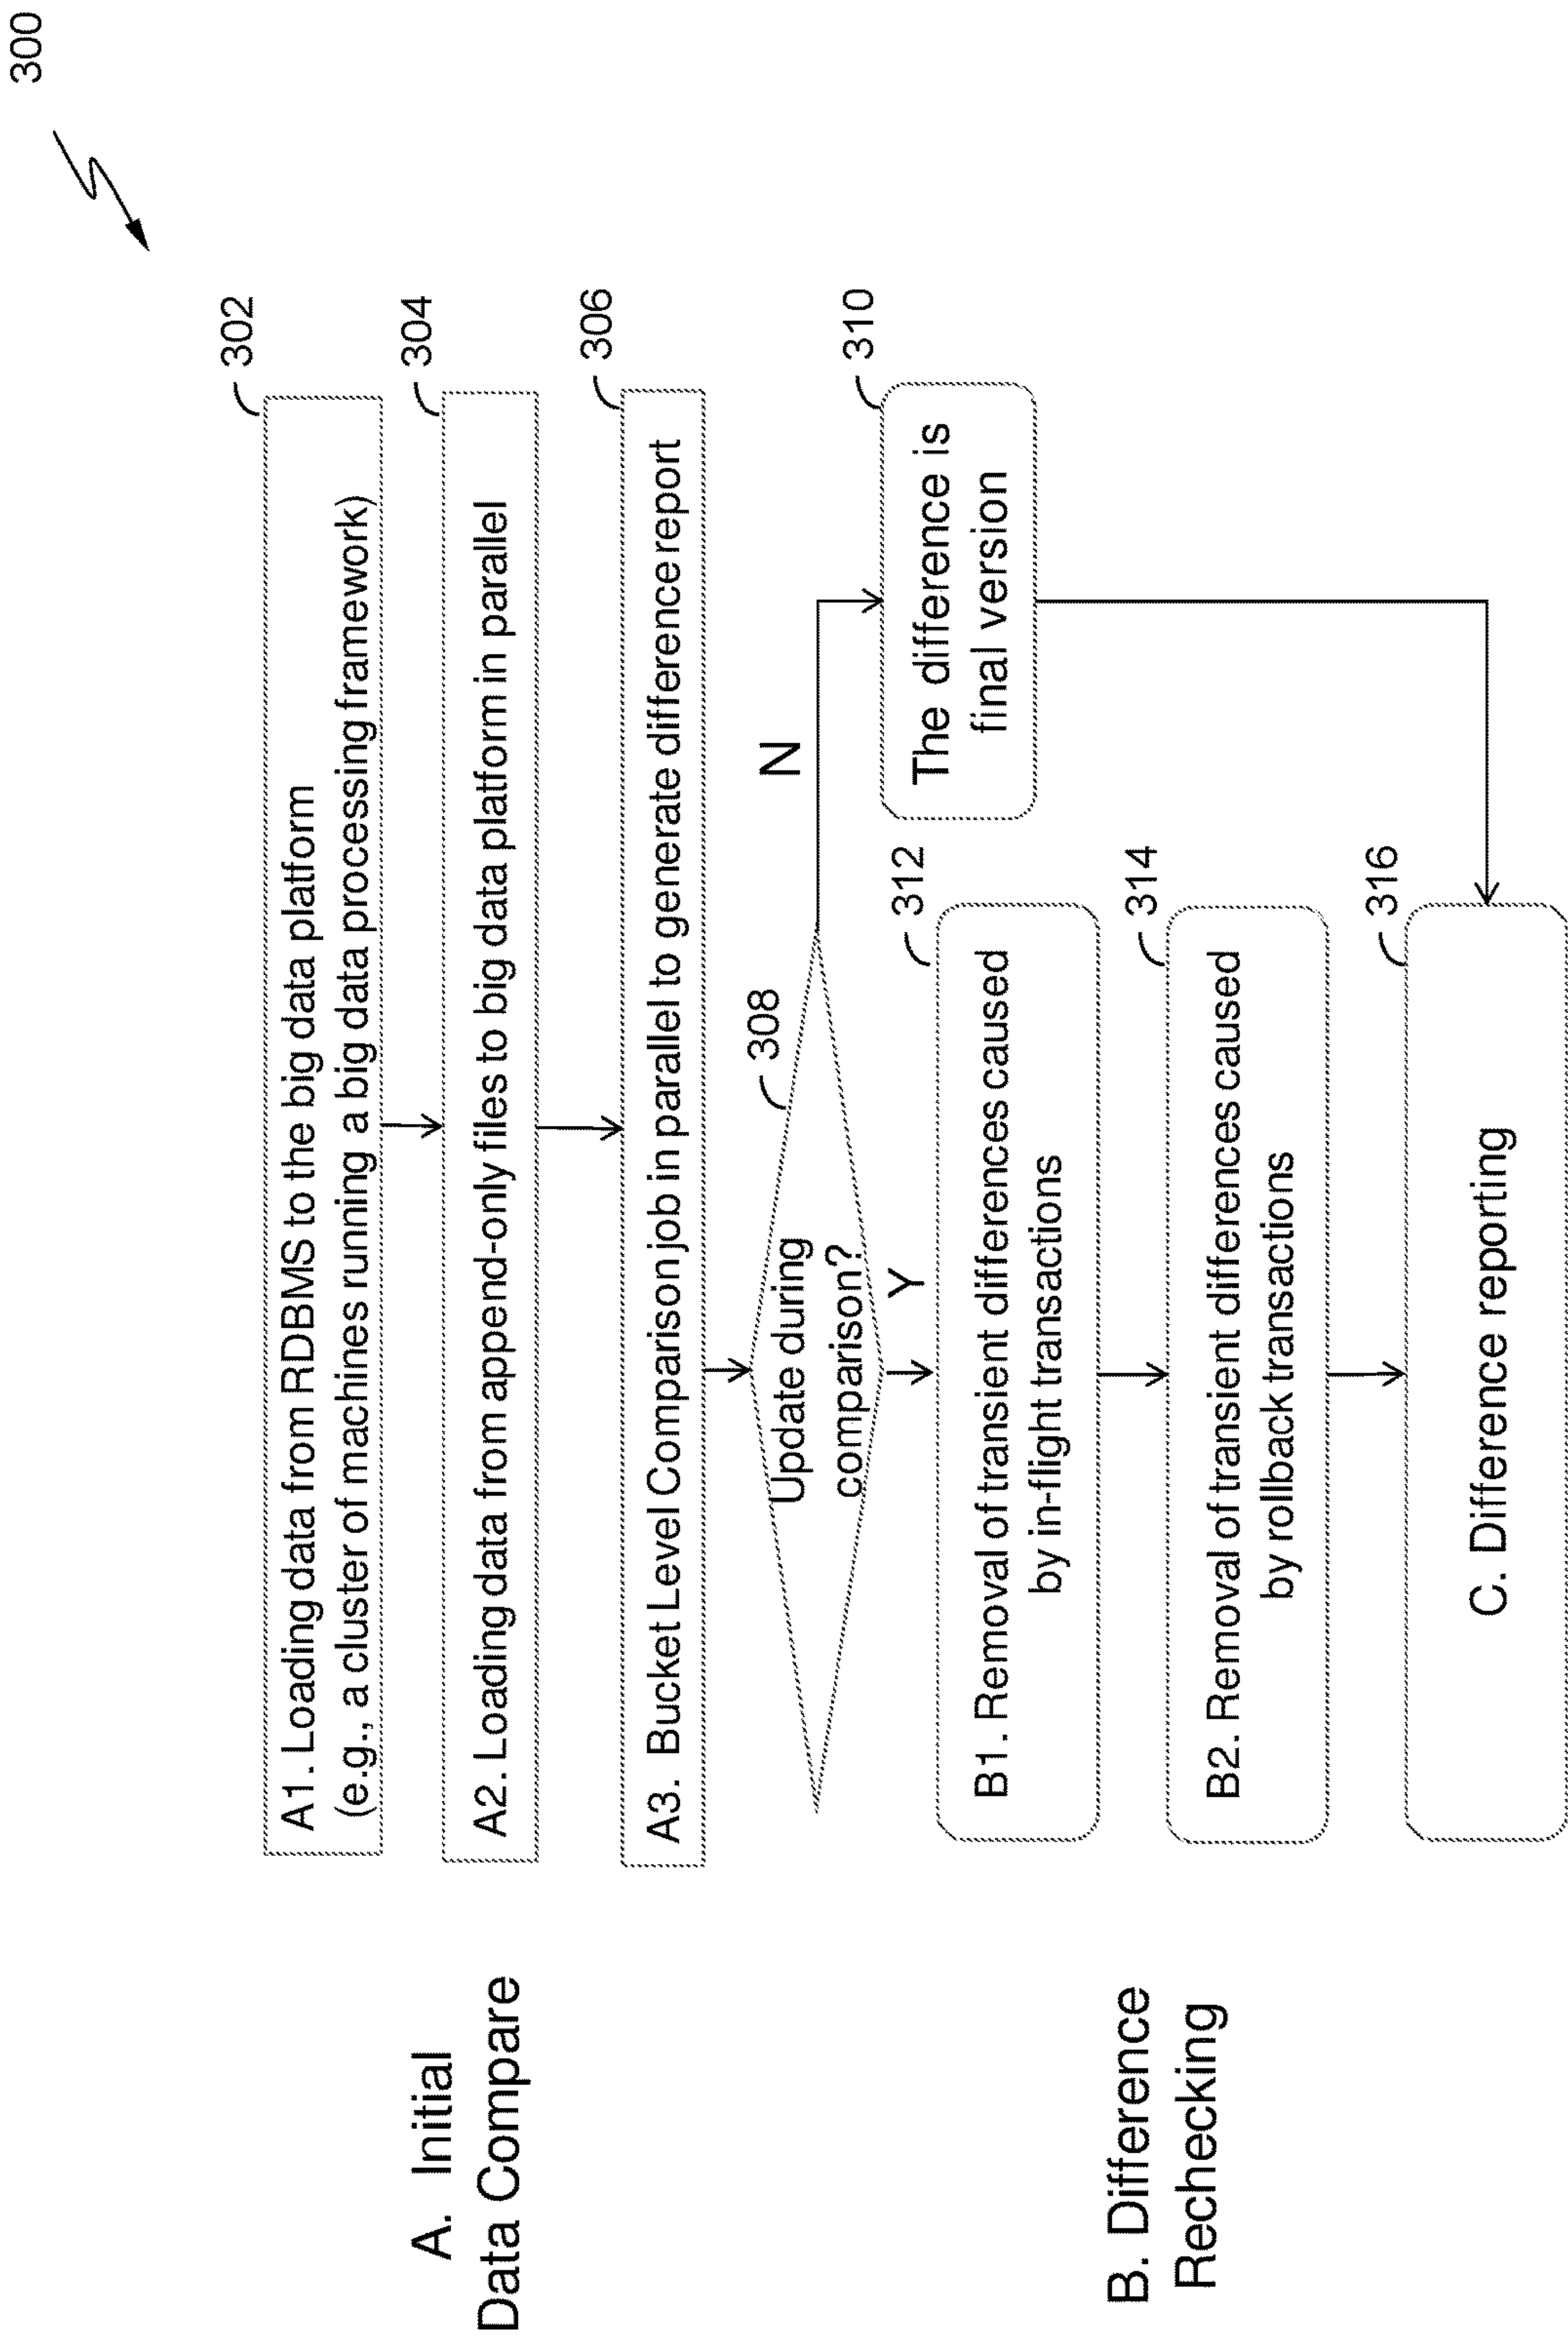 300
A. Initial
Data Compare
302
A1. Loading data from RDBMS to the big data platform
(e.g., a cluster of machines running a big data processing framework)
304
A2. Loading data from append-only files to big data platform in parallel
306
A3. Bucket Level Comparison job in parallel to generate difference report
308
Update during
comparison?
N
Y
310
The difference is
final version
B. Difference
Rechecking
312
B1. Removal of transient differences caused
by in-flight transactions
314
B2. Removal of transient differences caused
by rollback transactions
316
C. Difference reporting